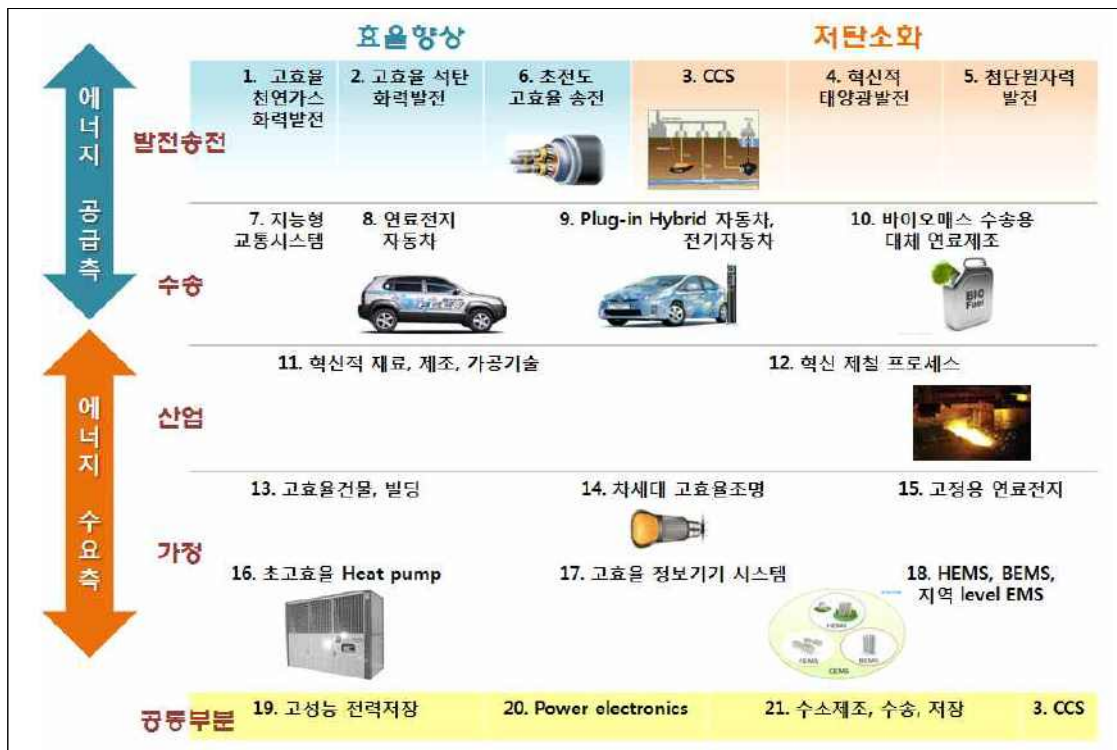 효율향상
저탄소화
에너지 공급측
발전송전
1. 고효율
천연가스
화력발전
2. 고효율 석탄
화력발전
6. 초전도
고효율 송전
3. CCS
4. 혁신적
태양광발전
5. 첨단원자력
발전
수송
7. 지능형
교통시스템
8. 연료전지
자동차
9. Plug-in Hybrid 자동차,
전기자동차
10. 바이오매스 수송용
대체 연료제조
BIO
Fuel
에너지 수요측
산업
11. 혁신적 재료, 제조, 가공기술
12. 혁신 제철 프로세스
가정
13. 고효율건물, 빌딩
14. 차세대 고효율조명
15. 고정용 연료전지
16. 초고효율 Heat pump
17. 고효율 정보기기 시스템
18. HEMS, BEMS,
지역 level EMS
HEMS
FEMS
BEMS
CEMS
공통부분
19. 고성능 전력저장
20. Power electronics
21. 수소제조, 수송, 저장
3. CCS